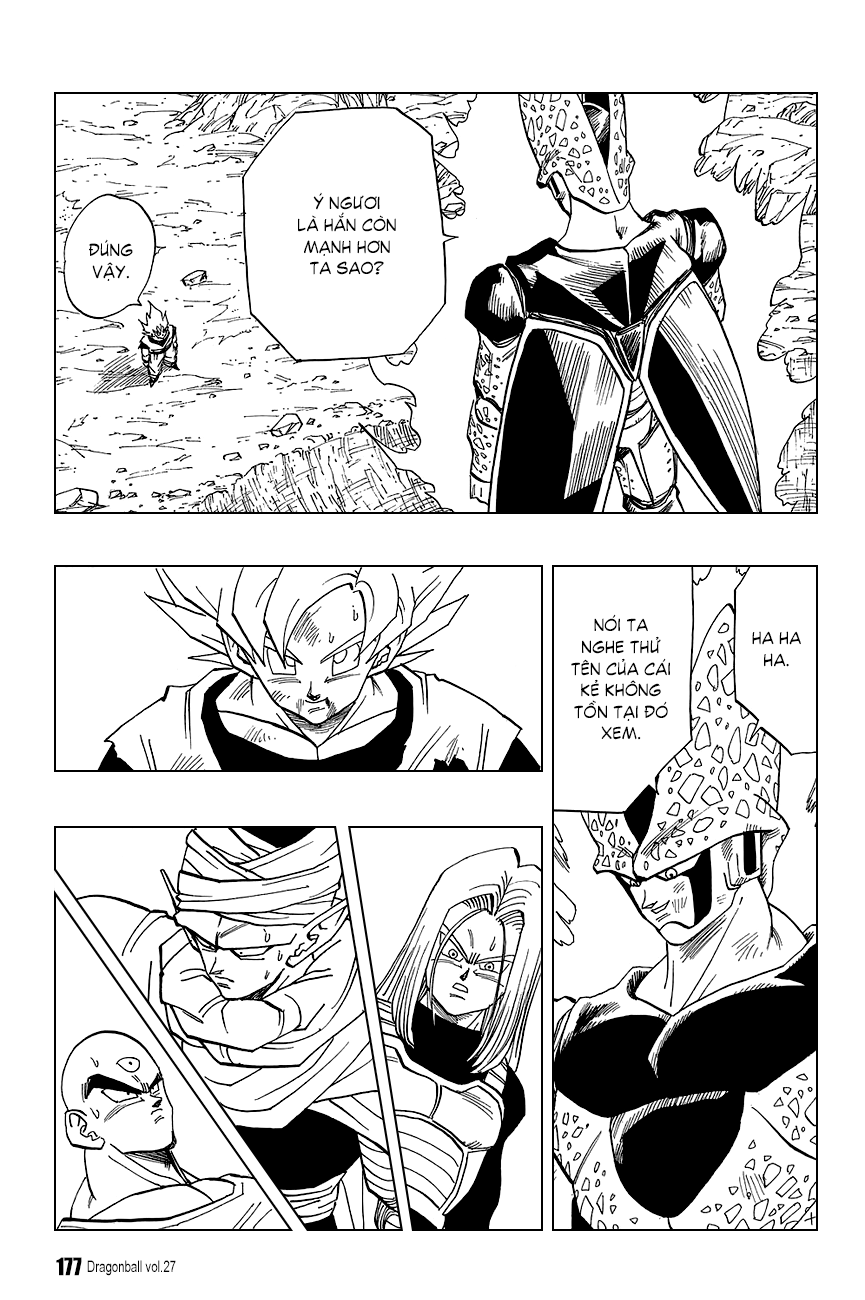 Ý NGƯƠI
LÀ HẮN CÒN
MẠNH HƠN
TA SAO?
ĐÚNG
VẬY.
HA HA
HA.
NÓI TA
NGHE THỬ
TÊN CỦA CÁI
KẺ KHÔNG
TỒN TẠI ĐÓ
XEM.
177 Dragonball vol.27